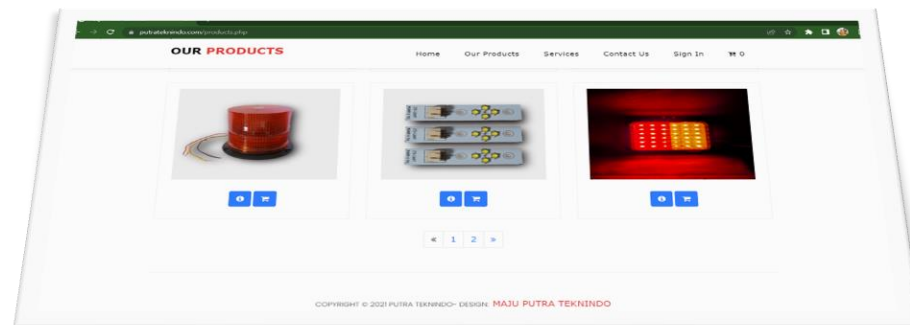 putrateknindo.com/products.php
OUR PRODUCTS
Home Our Products Services Contact Us Sign In 0
« 1 2 »
COPYRIGHT © 2021 PUTRA TEKNINDO- DESIGN: MAJU PUTRA TEKNINDO